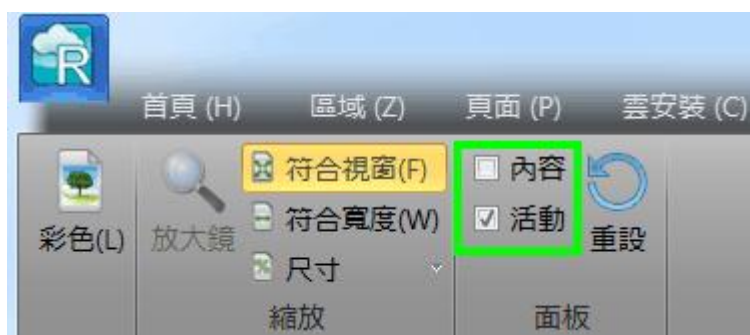 R
首頁 (H) 區域 (Z) 頁面 (P) 雲安裝 (C)
彩色(L)
放大鏡
符合視窗(F)
符合寬度(W)
尺寸
縮放
內容
活動
重設
面板